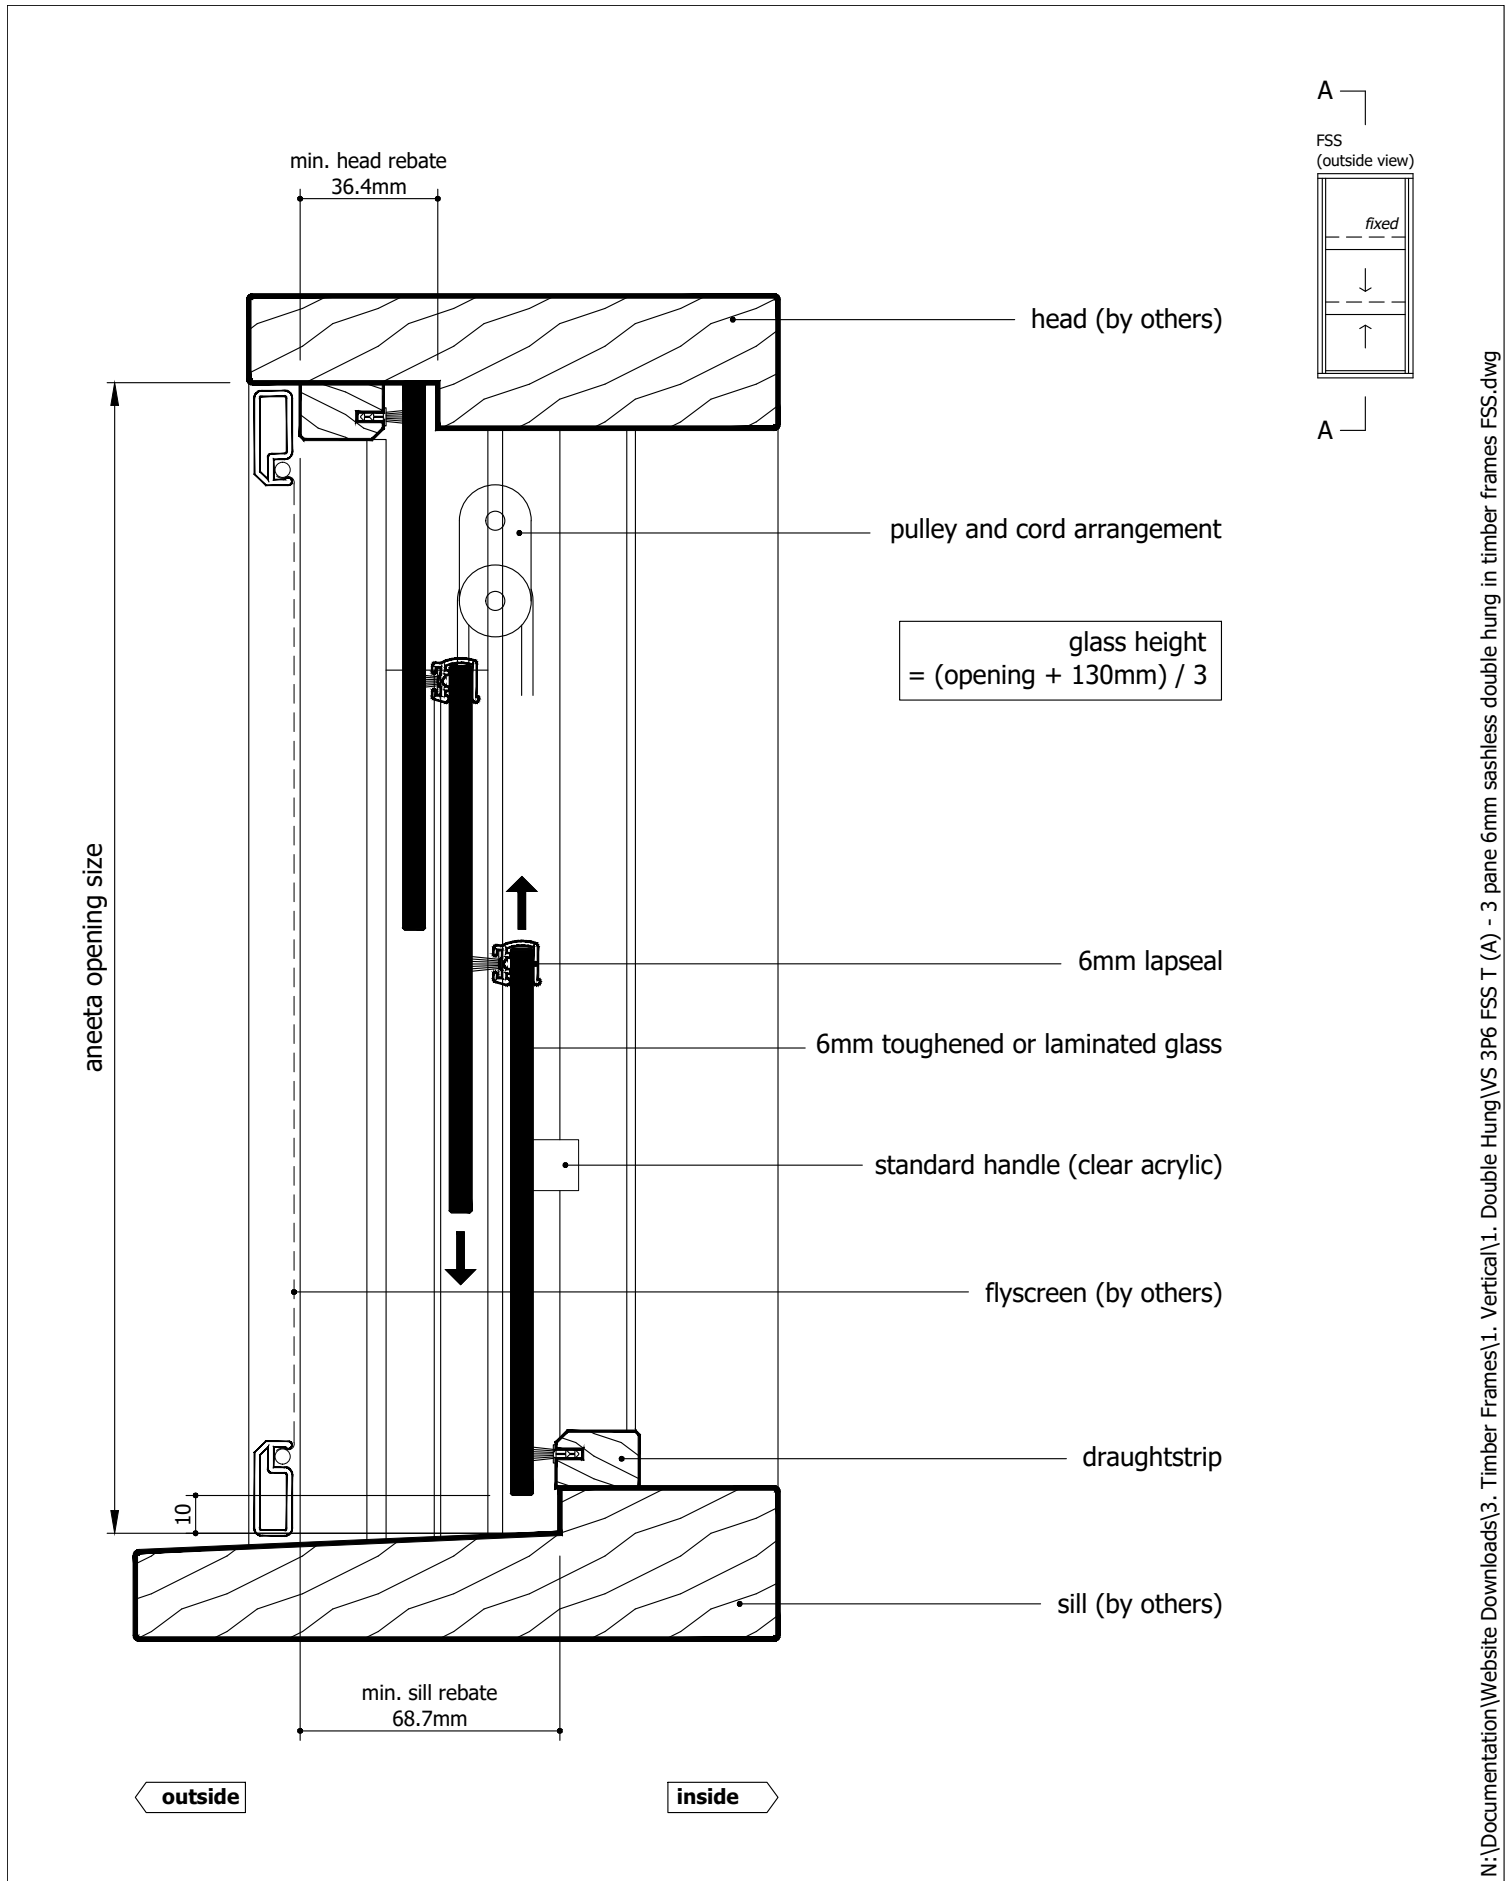 A
FSS
(outside view)
fixed
A
min. head rebate
36.4mm
head (by others)
pulley and cord arrangement
glass height
= (opening + 130mm) / 3
aneeta opening size
6mm lapseal
6mm toughened or laminated glass
standard handle (clear acrylic)
flyscreen (by others)
draughtstrip
10
sill (by others)
min. sill rebate
68.7mm
outside
inside
N:\Documentation\Website Downloads\3. Timber Frames\1. Vertical\1. Double Hung\VS 3P6 FSS T (A) - 3 pane 6mm sashless double hung in timber frames FSS.dwg